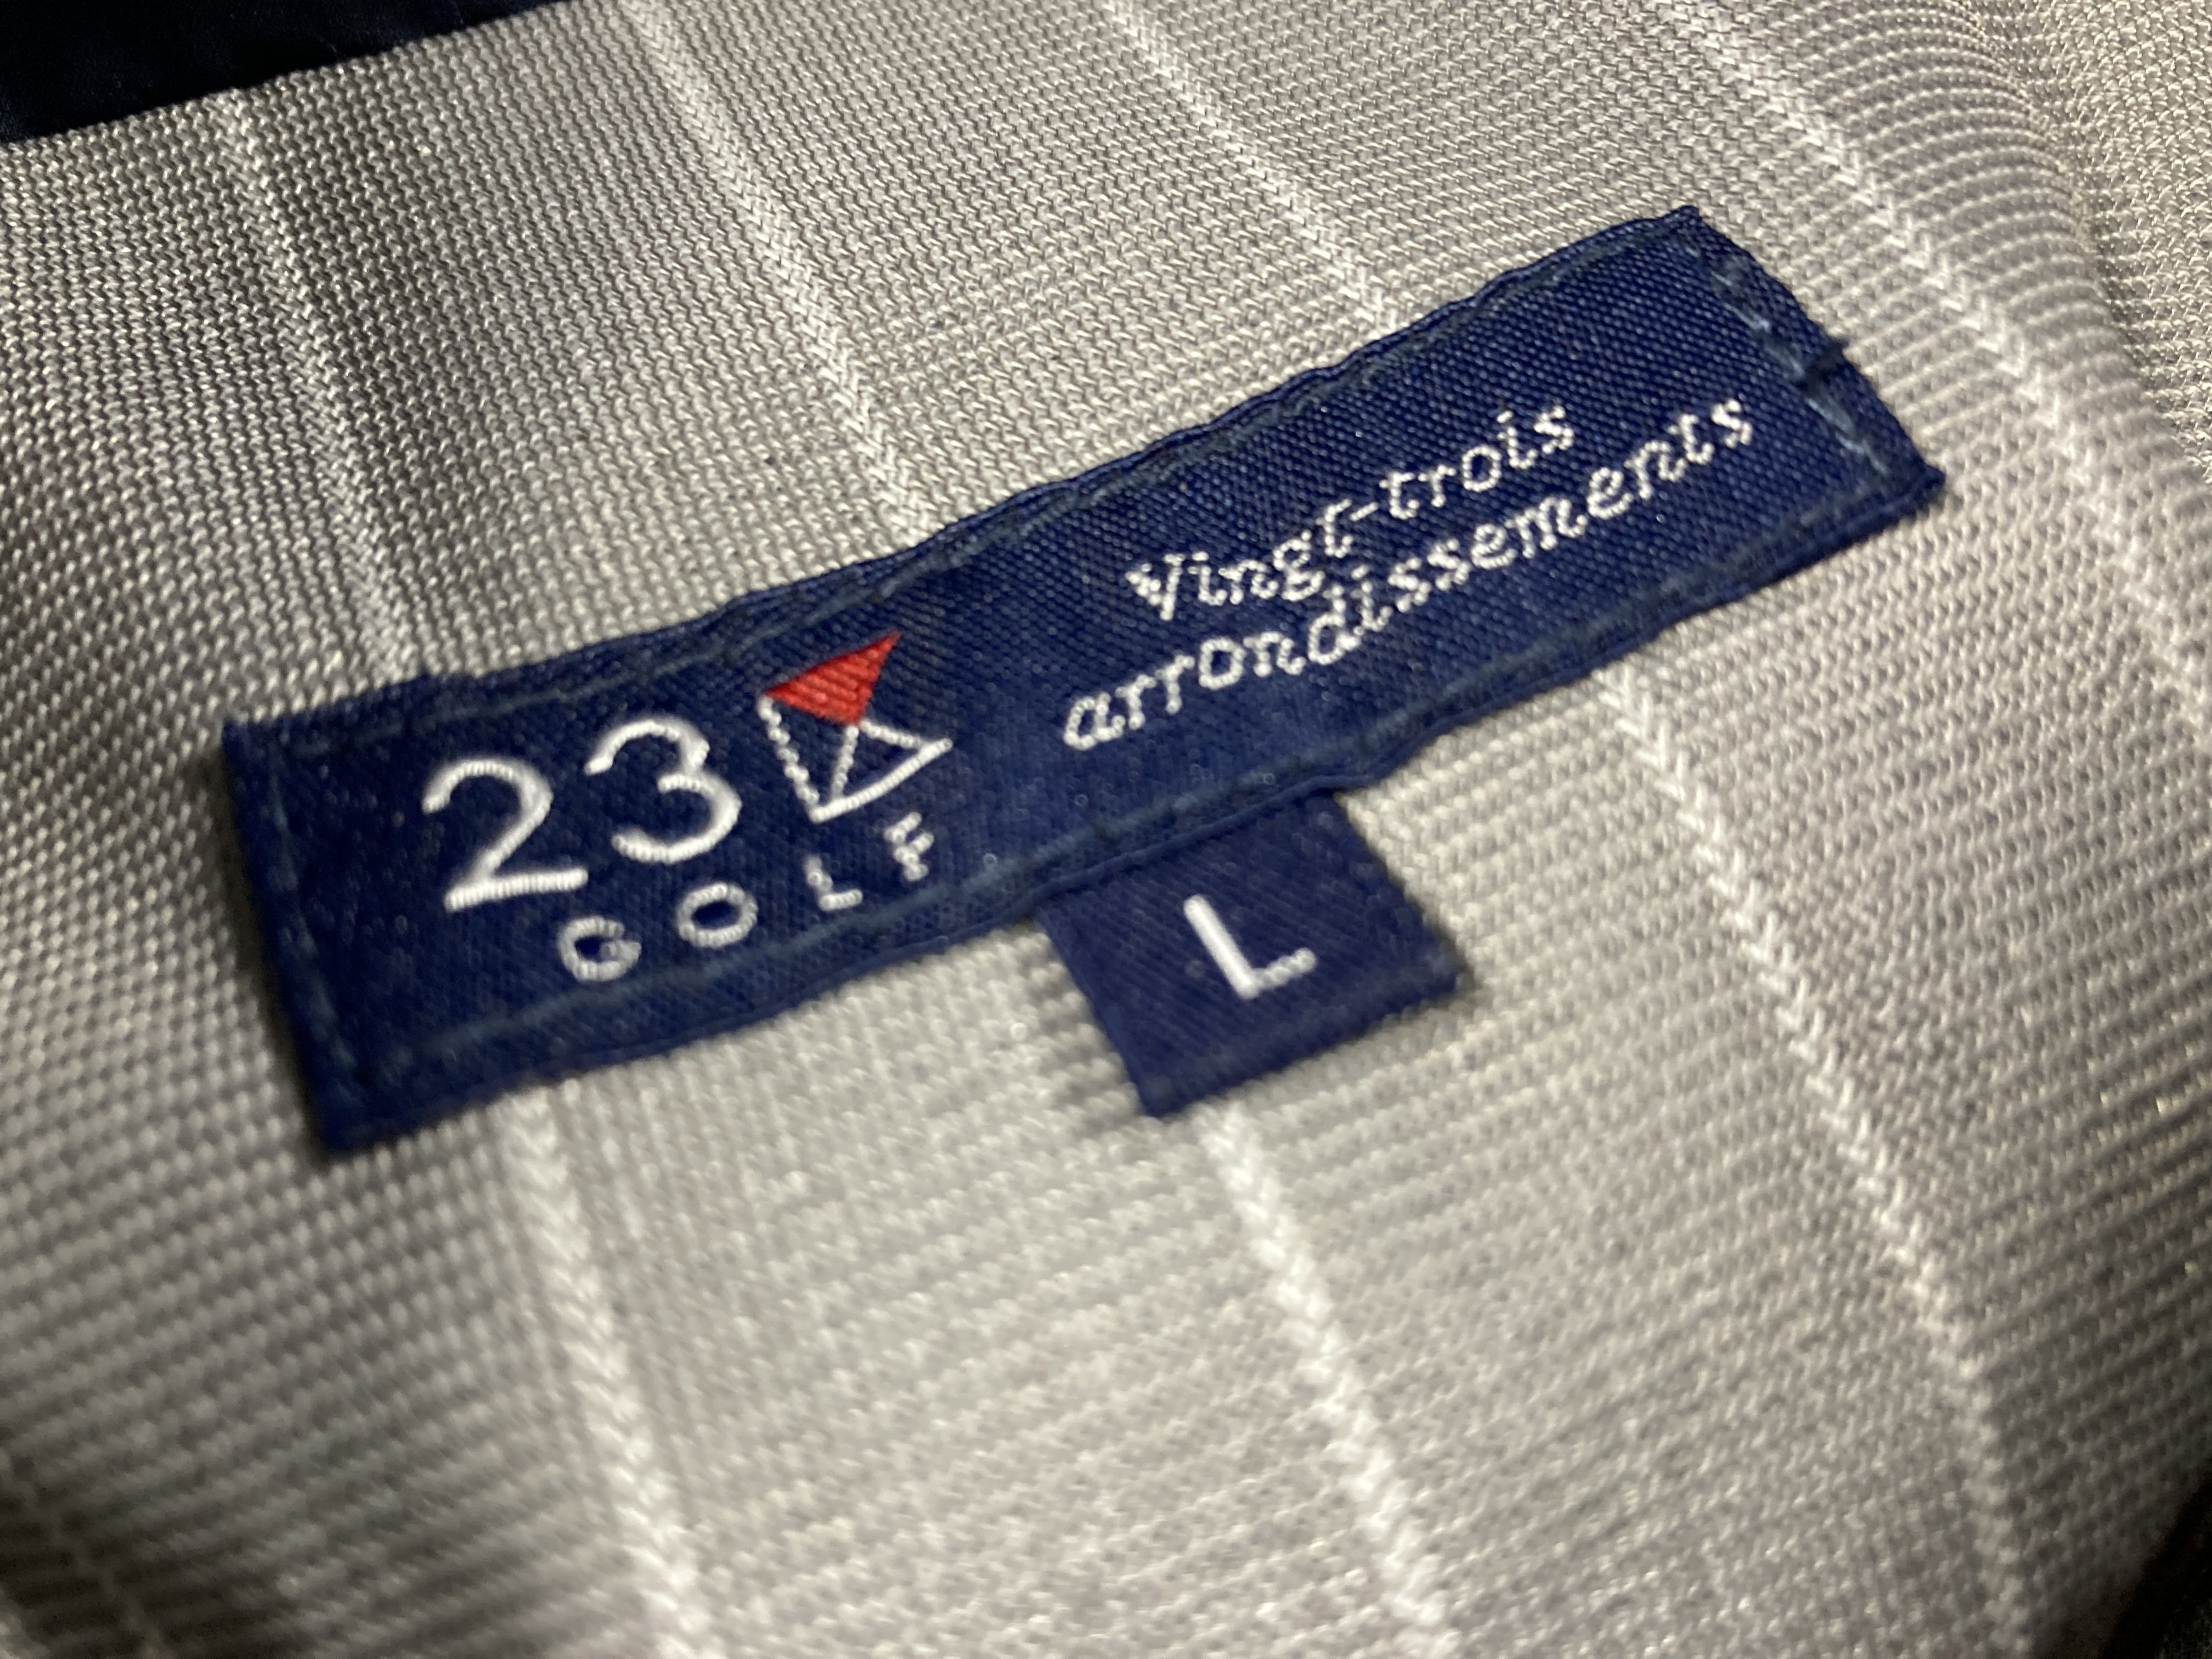 23
GOLF
Vingt-trois
arrondissements
L